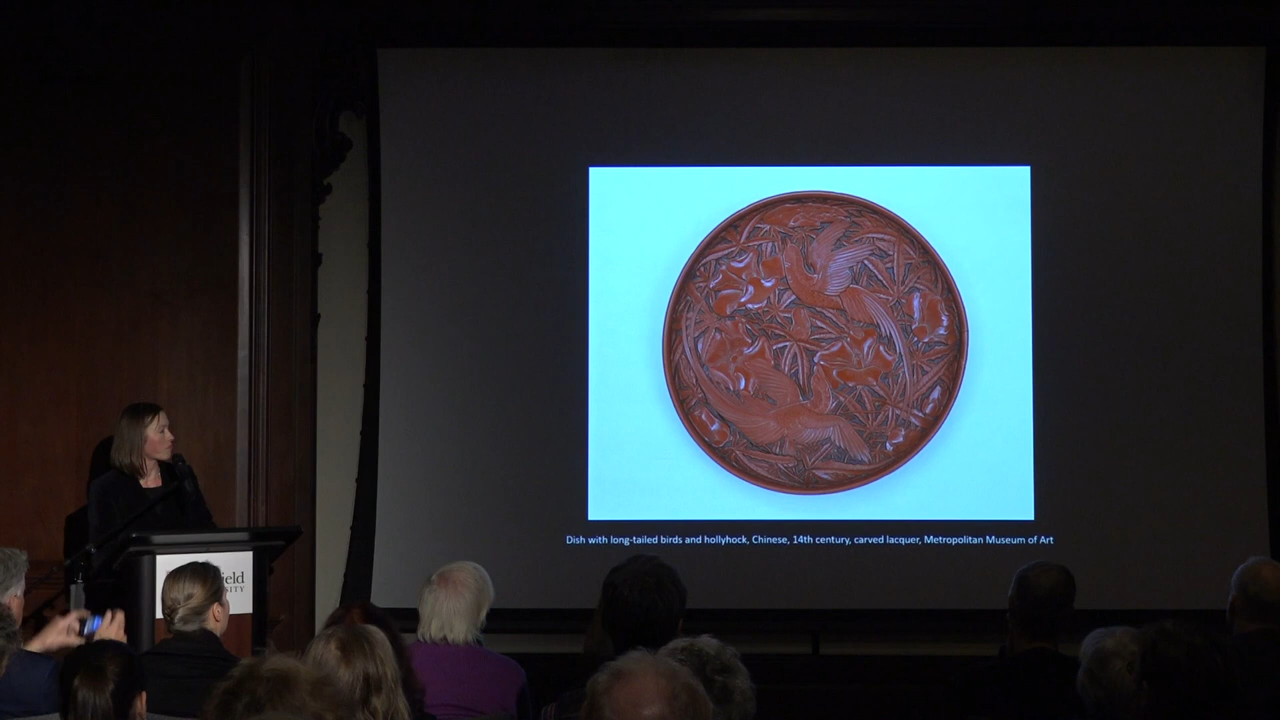 Dish with long-tailed birds and hollyhock, Chinese, 14th century, carved lacquer, Metropolitan Museum of Art